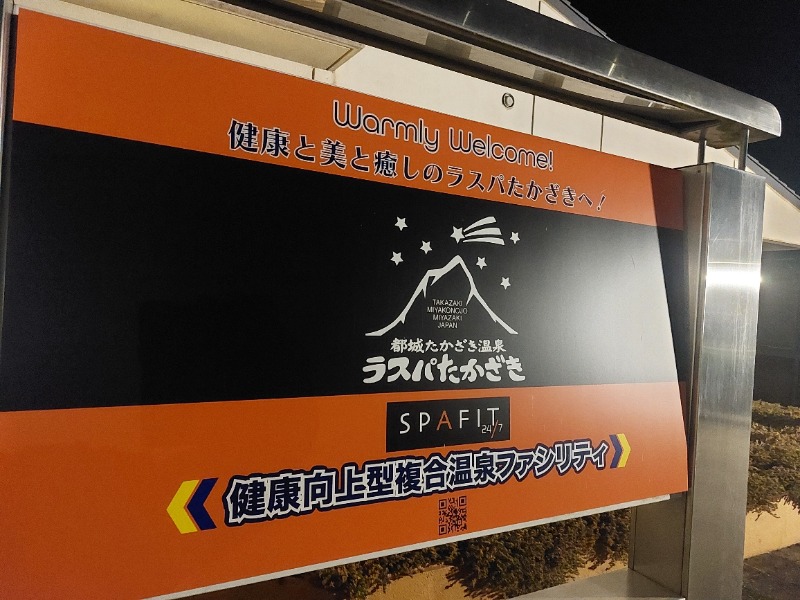 Warmly Welcome!
健康と美と癒しのラスパたかざきへ!
TAKAZAKI
MIYAKONOJO
MIYAZAKI
JAPAN
都城たかざき温泉
ラスパたかざき
SPAFIT
24/7
健康向上型複合温泉ファシリティ